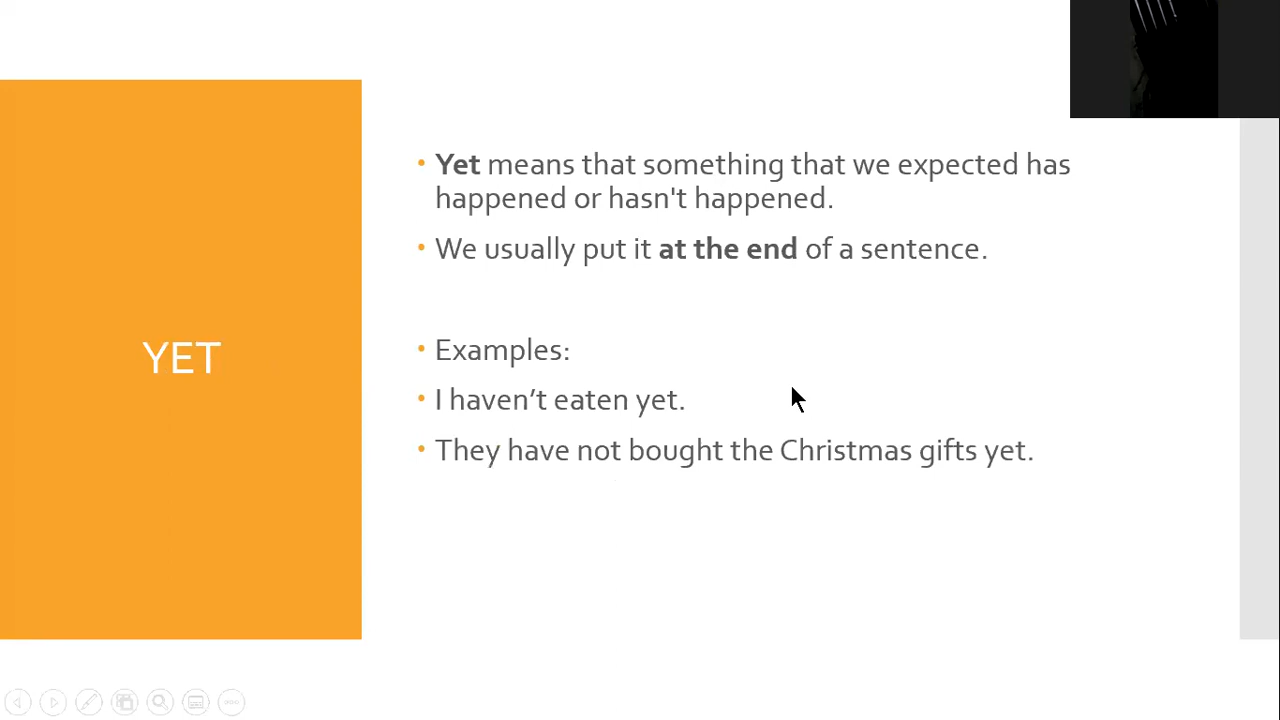 YET
• Yet means that something that we expected has
happened or hasn't happened.
• We usually put it at the end of a sentence.
• Examples:
• I haven’t eaten yet.
• They have not bought the Christmas gifts yet.